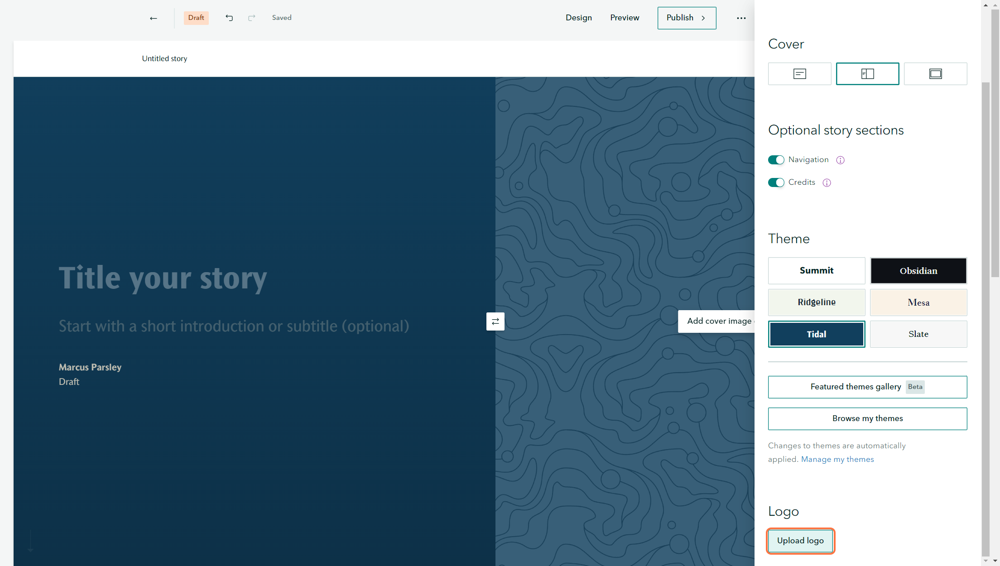 Draft
Saved
Design
Preview
Publish
Untitled story
Title your story
Start with a short introduction or subtitle (optional)
Marcus Parsley
Draft
Add cover image
Cover
Optional story sections
Navigation
Credits
Theme
Summit
Obsidian
Ridgeline
Mesa
Tidal
Slate
Featured themes gallery Beta
Browse my themes
Changes to themes are automatically
applied. Manage my themes
Logo
Upload logo